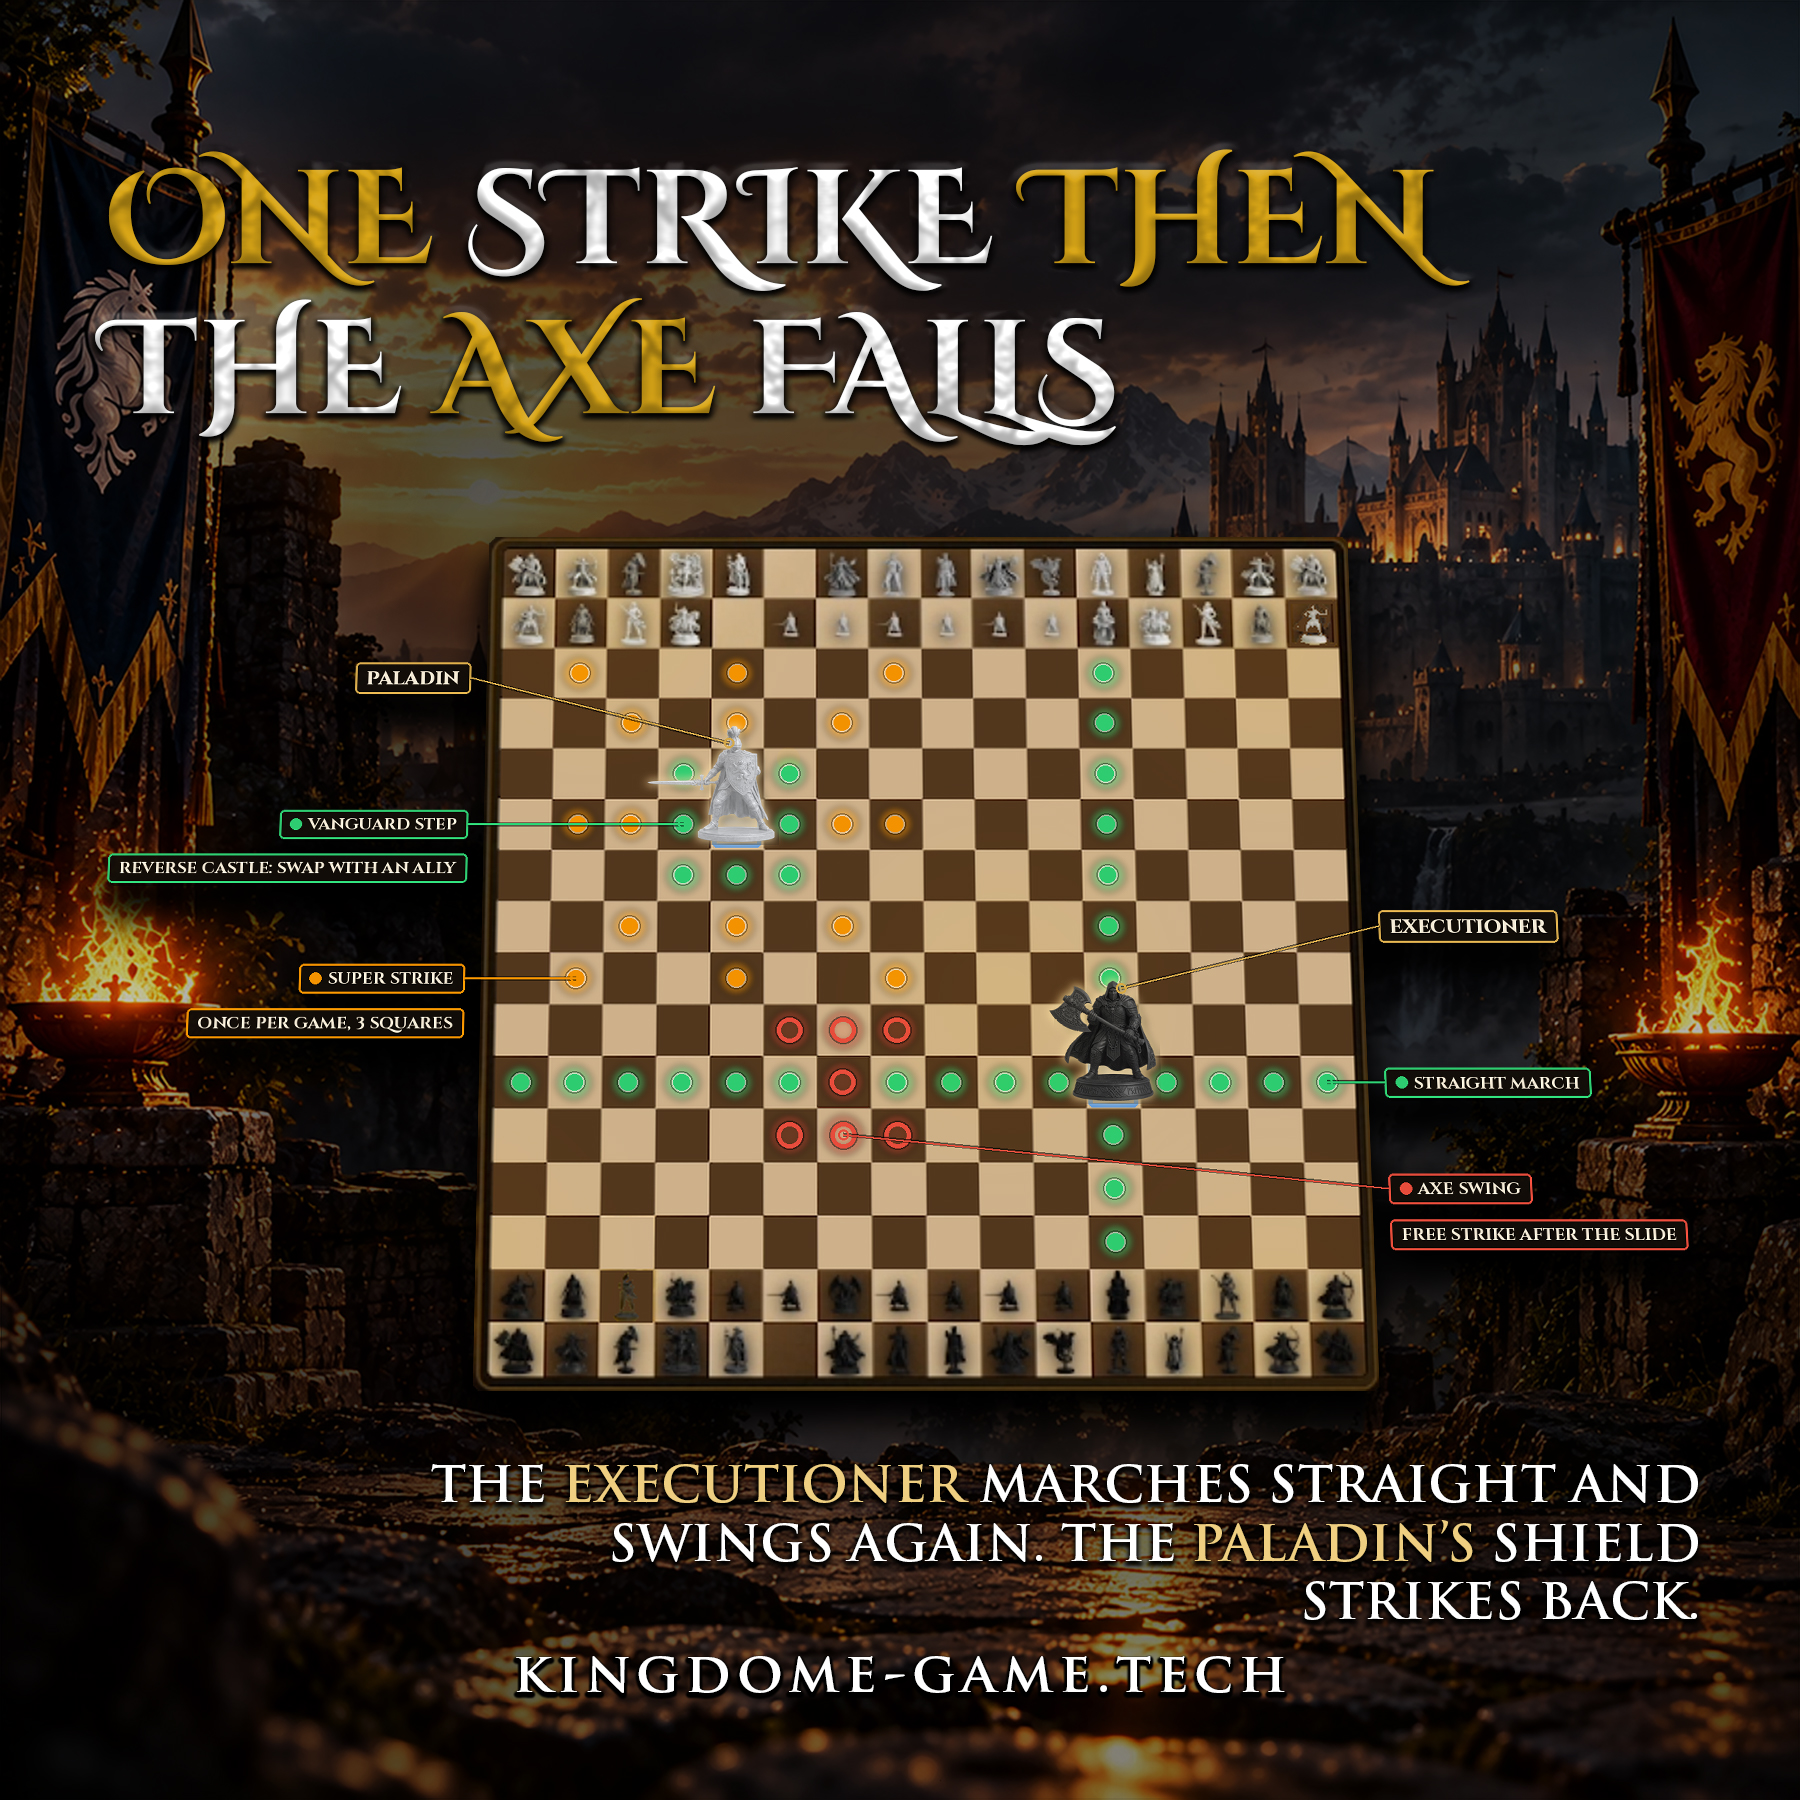 ONE STRIKE THEN
THE AXE FALLS
PALADIN
VANGUARD STEP
REVERSE CASTLE: SWAP WITH AN ALLY
EXECUTIONER
SUPER STRIKE
ONCE PER GAME, 3 SQUARES
STRAIGHT MARCH
AXE SWING
FREE STRIKE AFTER THE SLIDE
THE EXECUTIONER MARCHES STRAIGHT AND
SWINGS AGAIN. THE PALADIN'S SHIELD
STRIKES BACK.
KINGDOME-GAME.TECH